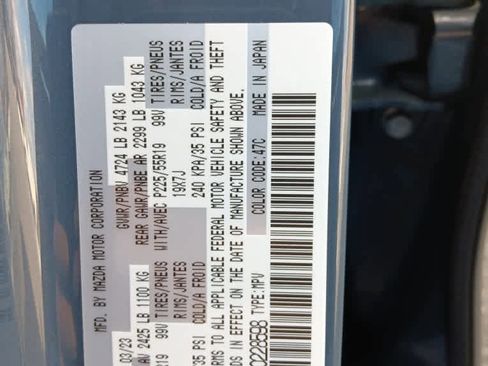 MFD. BY MAZDA MOTOR CORPORATION
03/23 GVWR/PNBV 4724 LB 2143 KG
AV 2425 LB 1100 KG REAR GAWR/PNBE AR 2299 LB 1043 KG
R19 99V TIRES/PNEUS WITH/AVEC P225/55R19 99V TIRES/PNEUS
RIMS/JANTES 19X7J RIMS/JANTES
35 PSI COLD/A FROID 240 KPA/35 PSI COLD/A FROID
RMS TO ALL APPLICABLE FEDERAL MOTOR VEHICLE SAFETY AND THEFT
STANDARDS IN EFFECT ON THE DATE OF MANUFACTURE SHOWN ABOVE.
TYPE: MPV COLOR CODE: 47C MADE IN JAPAN